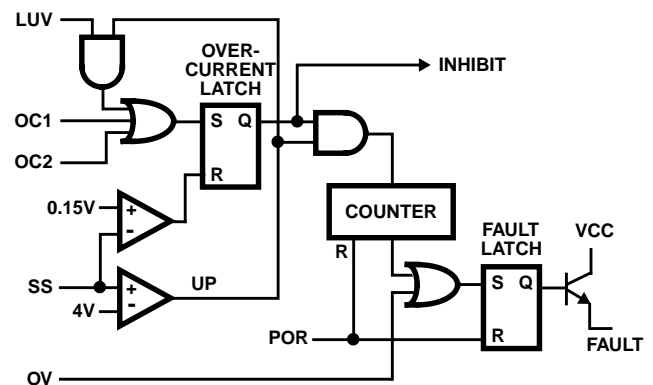 LUV
OVER-
CURRENT
LATCH
INHIBIT
OC1
S Q
OC2
R
0.15V
+
-
COUNTER
FAULT
LATCH
VCC
R
SS
+
-
UP
4V
S Q
POR
R
FAULT
OV